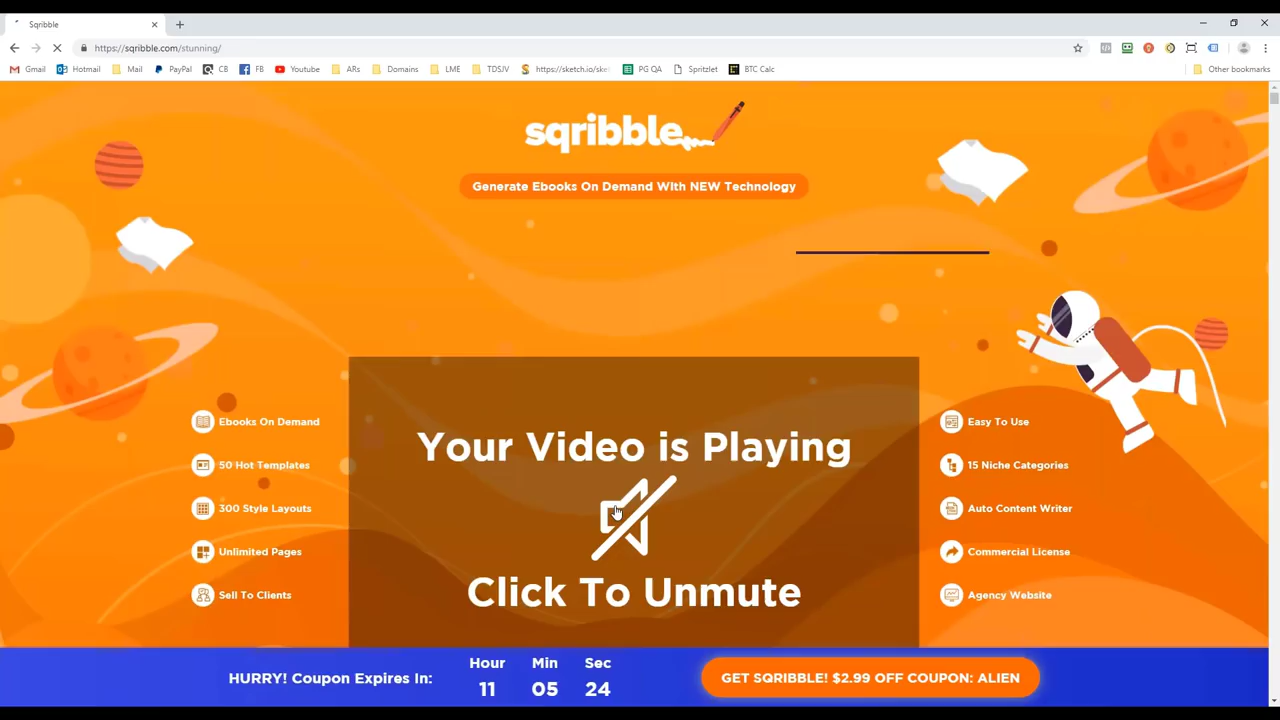 Sqribble
https://sqribble.com/stunning/
Gmail Hotmail Mail PayPal CB FB Youtube ARs Domains LME TDSJV https://sketch.io/ske PG QA Spritzlet BTC Calc Other bookmarks
sqribble
Generate Ebooks On Demand With NEW Technology
Ebooks On Demand
50 Hot Templates
300 Style Layouts
Unlimited Pages
Sell To Clients
Your Video is Playing
Click To Unmute
Easy To Use
15 Niche Categories
Auto Content Writer
Commercial License
Agency Website
HURRY! Coupon Expires In:
Hour Min Sec
11 05 24
GET SQRIBBLE! $2.99 OFF COUPON: ALIEN